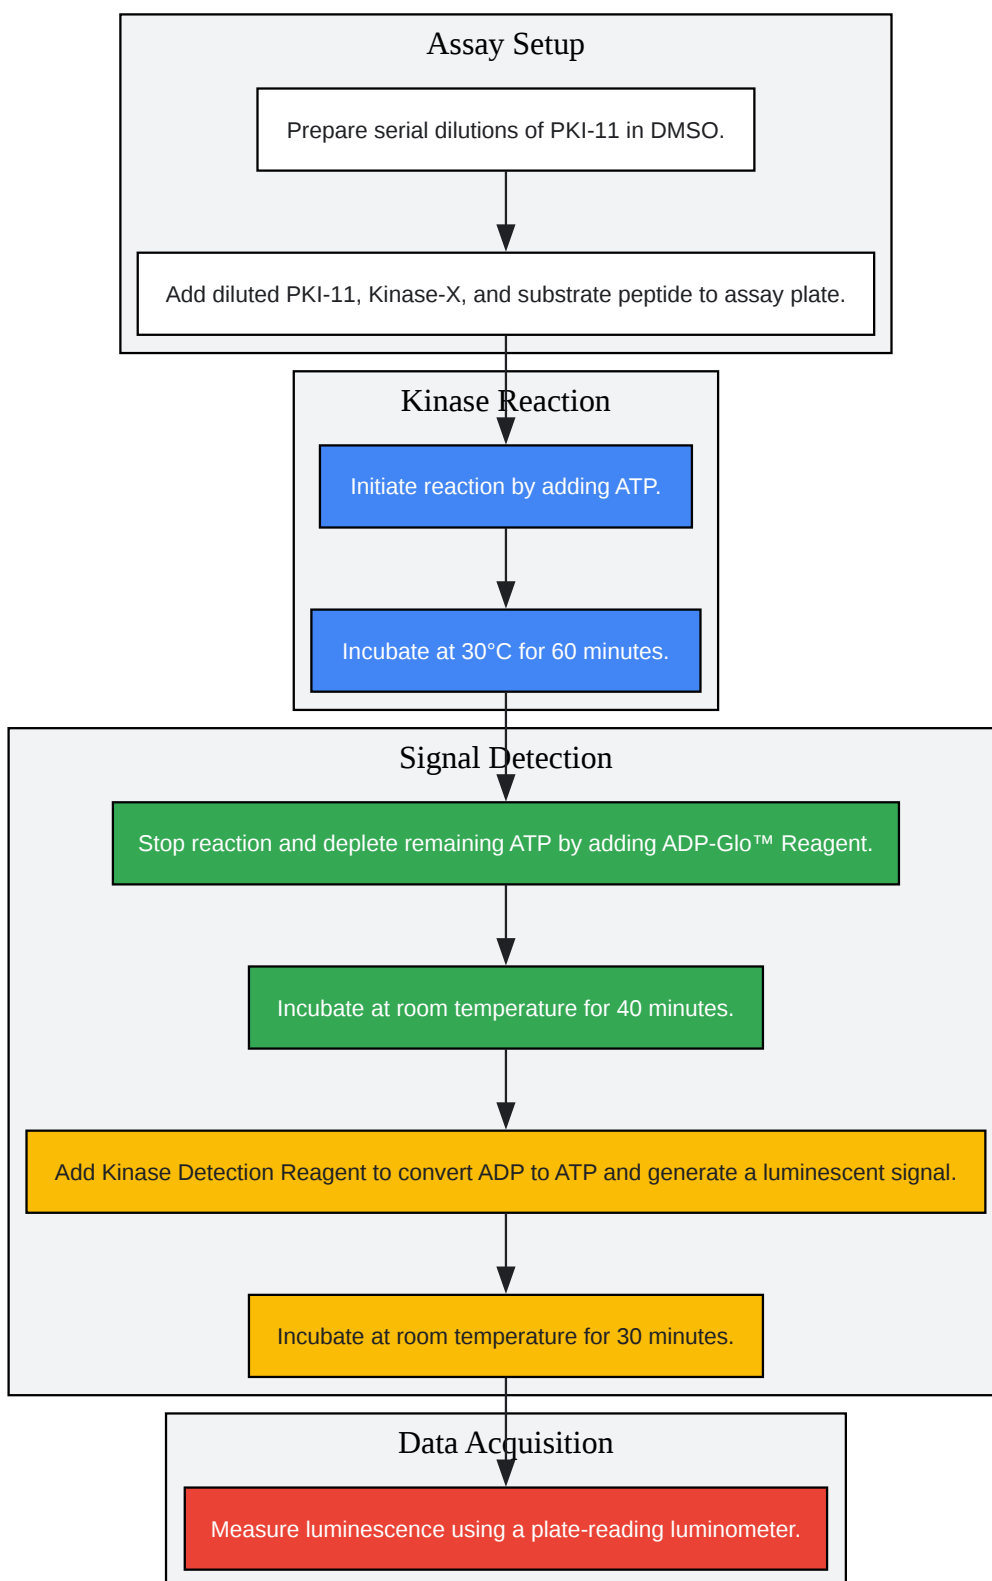 Assay Setup
Prepare serial dilutions of PKI-11 in DMSO.
Add diluted PKI-11, Kinase-X, and substrate peptide to assay plate.
Kinase Reaction
Initiate reaction by adding ATP.
Incubate at 30°C for 60 minutes.
Signal Detection
Stop reaction and deplete remaining ATP by adding ADP-Glo™ Reagent.
Incubate at room temperature for 40 minutes.
Add Kinase Detection Reagent to convert ADP to ATP and generate a luminescent signal.
Incubate at room temperature for 30 minutes.
Data Acquisition
Measure luminescence using a plate-reading luminometer.